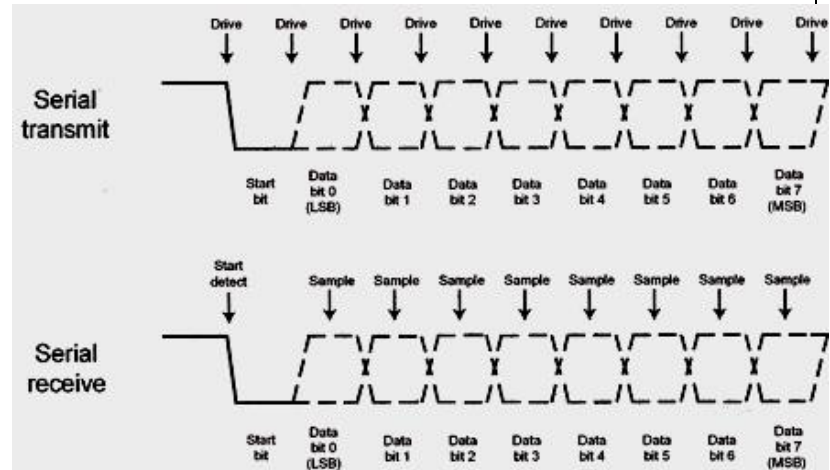 Drive Drive Drive Drive Drive Drive Drive Drive Drive Drive
Serial
transmit
Start
bit
Data
bit 0
(LSB)
Data
bit 1
Data
bit 2
Data
bit 3
Data
bit 4
Data
bit 5
Data
bit 6
Data
bit 7
(MSB)
Start
detect
Sample Sample Sample Sample Sample Sample Sample Sample
Serial
receive
Start
bit
Data
bit 0
(LSB)
Data
bit 1
Data
bit 2
Data
bit 3
Data
bit 4
Data
bit 5
Data
bit 6
Data
bit 7
(MSB)